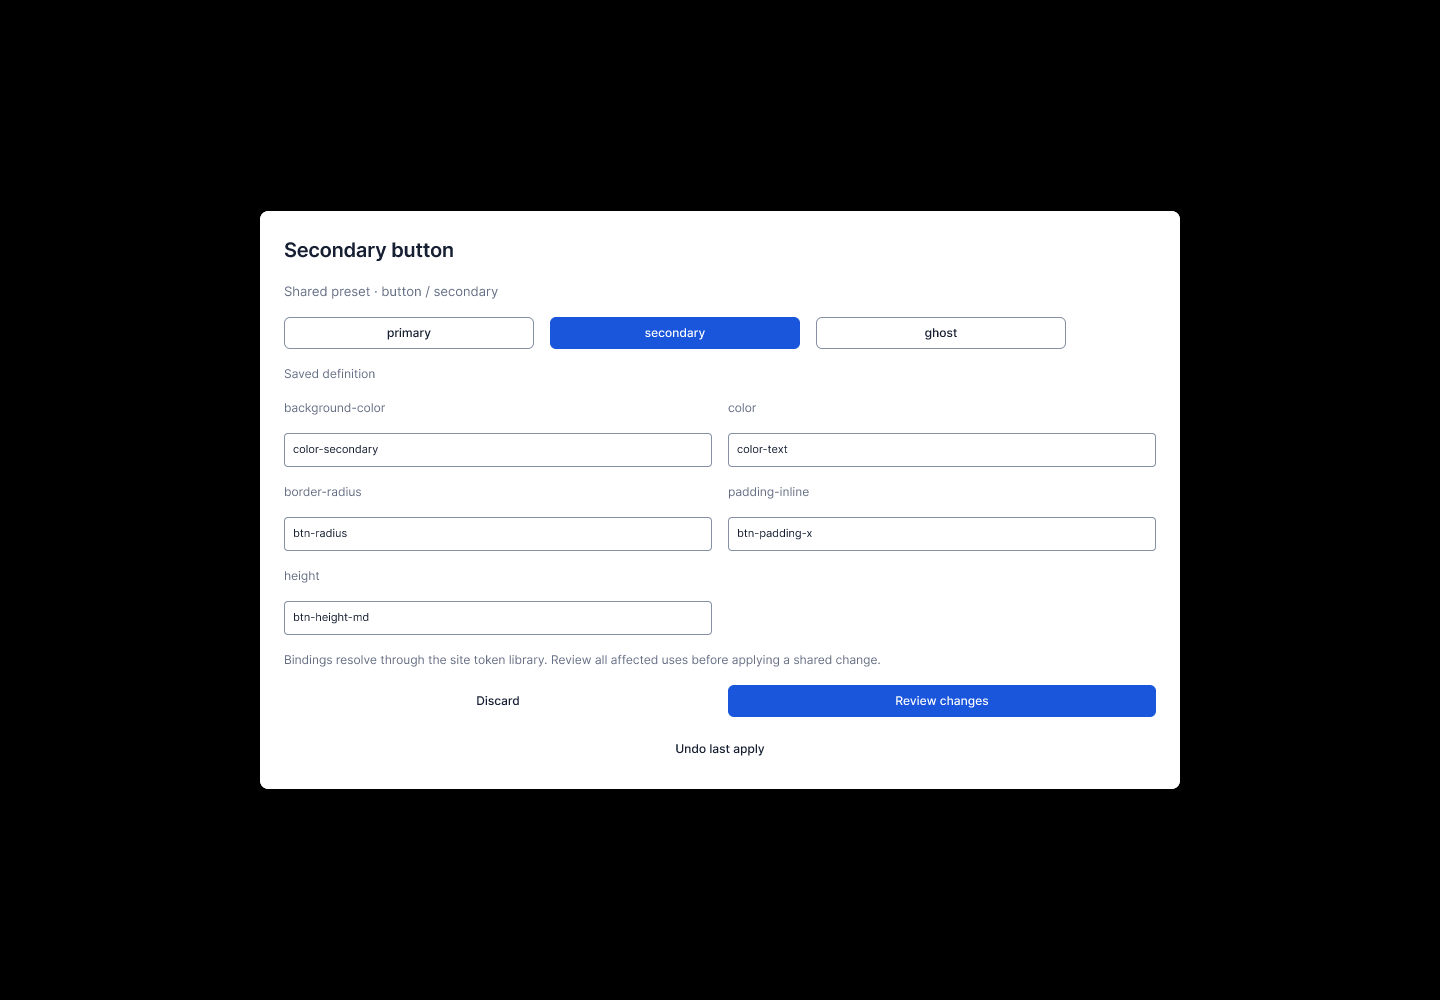 Secondary button
Shared preset · button / secondary
primary
secondary
ghost
Saved definition
background-color
color
color-secondary
color-text
border-radius
padding-inline
btn-radius
btn-padding-x
height
btn-height-md
Bindings resolve through the site token library. Review all affected uses before applying a shared change.
Discard
Review changes
Undo last apply